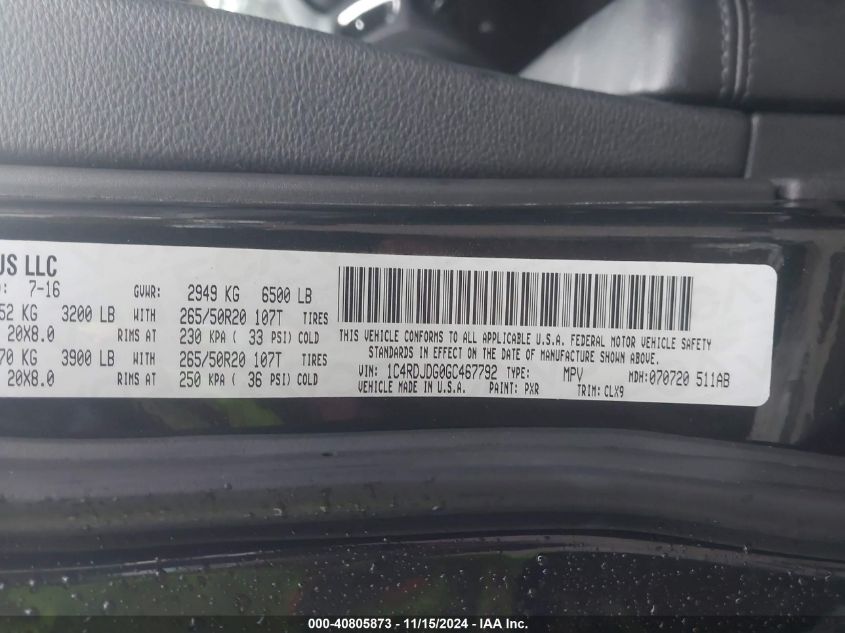 US LLC
7-16 GVWR: 2949 KG 6500 LB
52 KG 3200 LB WITH 265/50R20 107T TIRES
20X8.0 RIMS AT 230 KPA ( 33 PSI) COLD
70 KG 3900 LB WITH 265/50R20 107T TIRES
20X8.0 RIMS AT 250 KPA ( 36 PSI) COLD
THIS VEHICLE CONFORMS TO ALL APPLICABLE U.S.A. FEDERAL MOTOR VEHICLE SAFETY
STANDARDS IN EFFECT ON THE DATE OF MANUFACTURE SHOWN ABOVE.
VIN: 1C4RDJDG0GC467792 TYPE: MPV MDH: 070720 511AB
VEHICLE MADE IN U.S.A. PAINT: PXR TRIM: CLX9
000-40805873 - 11/15/2024 - IAA Inc.